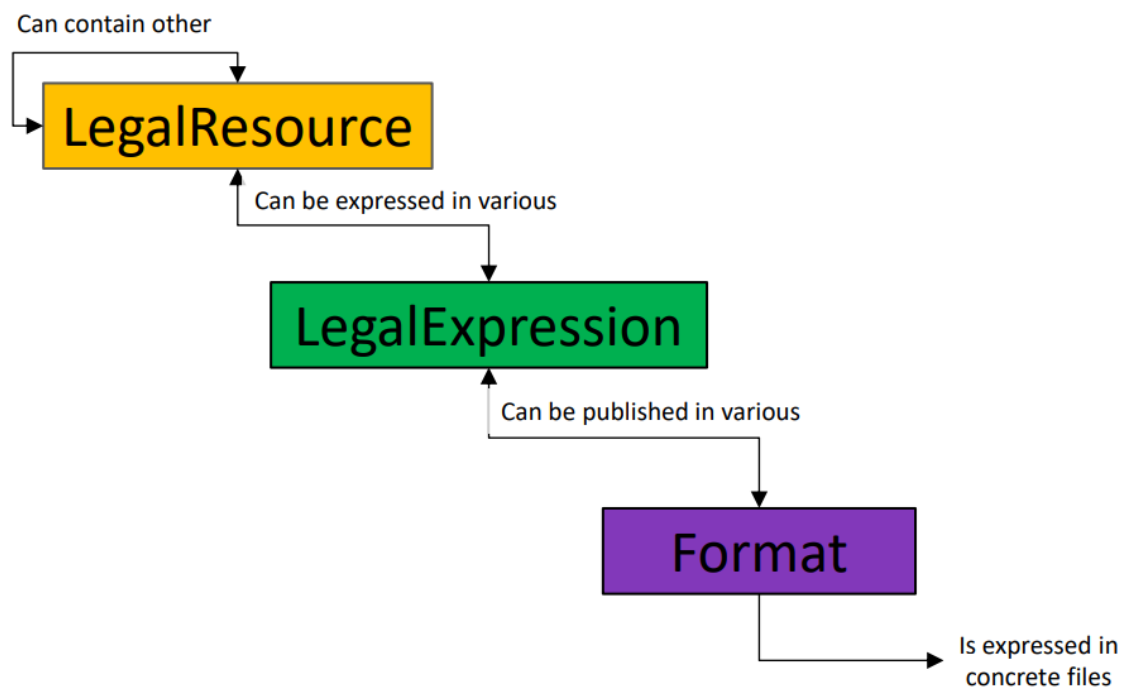 Can contain other
LegalResource
Can be expressed in various
LegalExpression
Can be published in various
Format
Is expressed in
concrete files